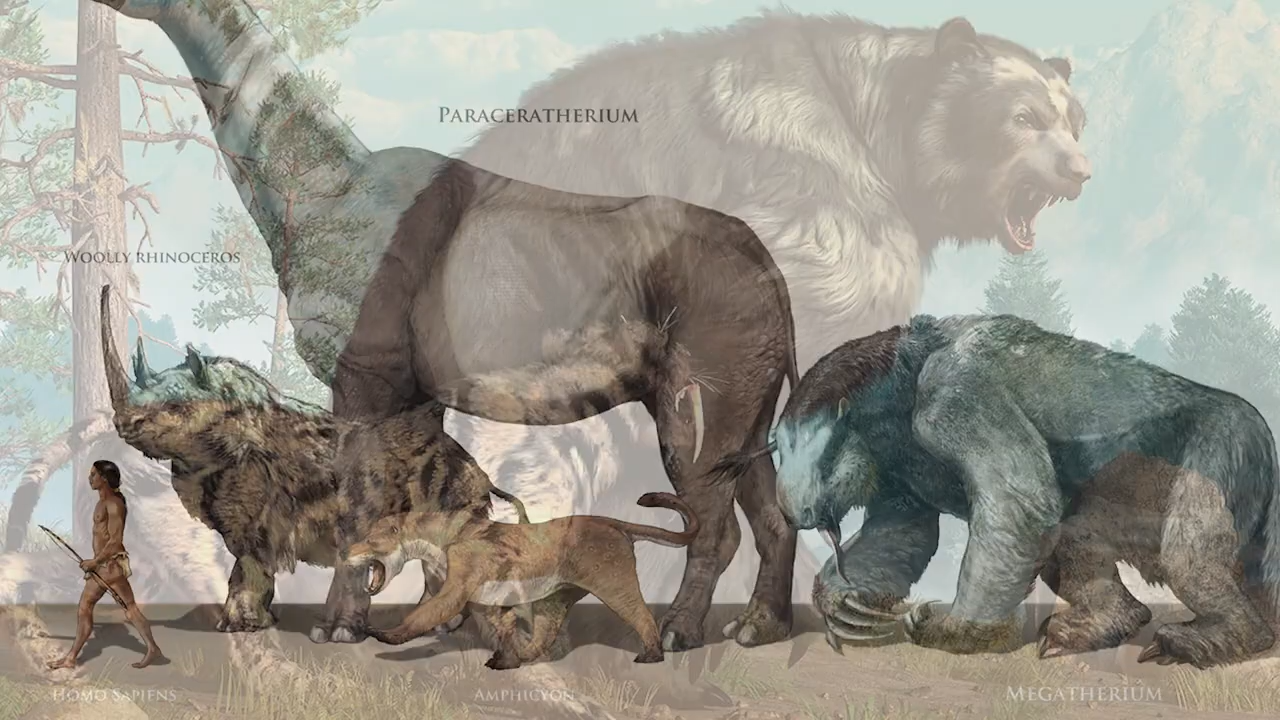 PARACERATHERIUM
WOOLLY RHINOCEROS
HOMO SAPIENS
AMPHICYON
MEGATHERIUM